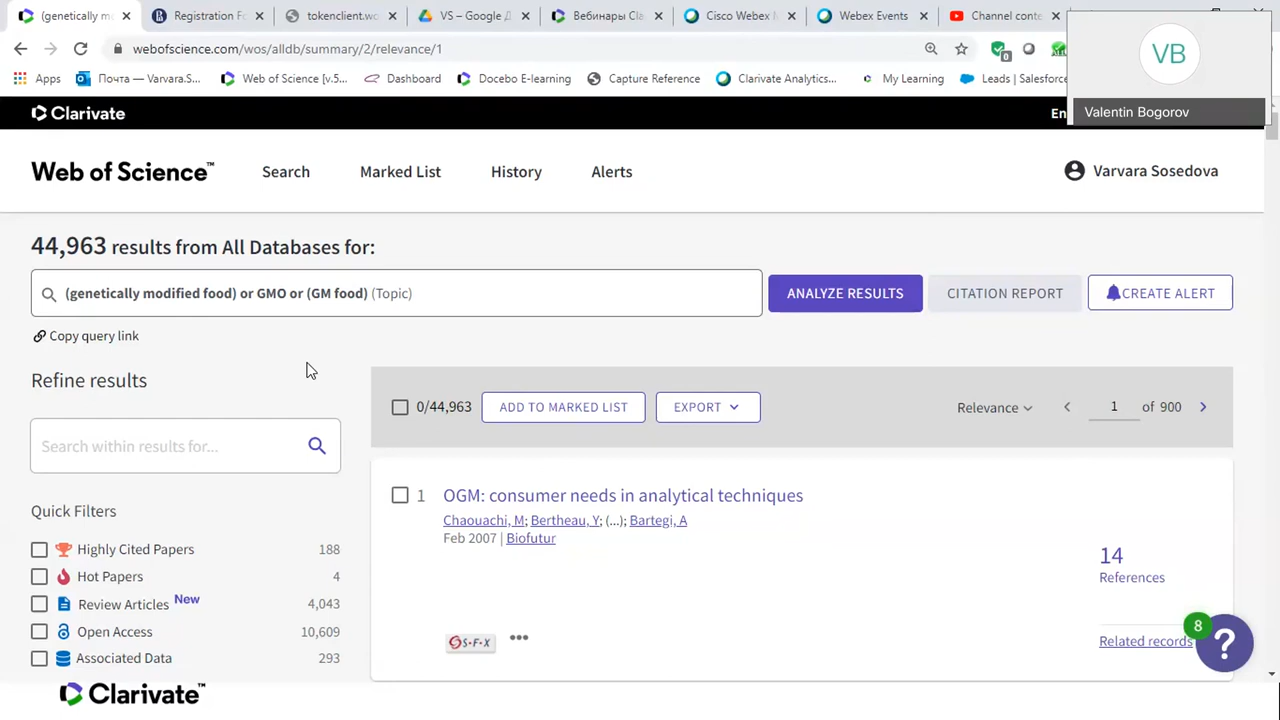 (genetically mo
Registration Fo
tokenclient.wo
VS – Google Д
Вебинары Cla
Cisco Webex M
Webex Events
Channel conte
webofscience.com/wos/alldb/summary/2/relevance/1
0
Apps
Почта — Varvara.S...
Web of Science [v.5...
Dashboard
Docebo E-learning
Capture Reference
Clarivate Analytics...
My Learning
Leads | Salesforce
VB
Valentin Bogorov
Clarivate
En
Web of Science™
Search
Marked List
History
Alerts
Varvara Sosedova
44,963 results from All Databases for:
(genetically modified food) or GMO or (GM food) (Topic)
ANALYZE RESULTS
CITATION REPORT
CREATE ALERT
Copy query link
Refine results
0/44,963
ADD TO MARKED LIST
EXPORT
Relevance
1 of 900
Search within results for...
1 OGM: consumer needs in analytical techniques
Chaouachi, M; Bertheau, Y; (...); Bartegi, A
Feb 2007 | Biofutur
14
References
S·F·X
Related records
8
?
Quick Filters
Highly Cited Papers 188
Hot Papers 4
Review Articles New 4,043
Open Access 10,609
Associated Data 293
Clarivate™